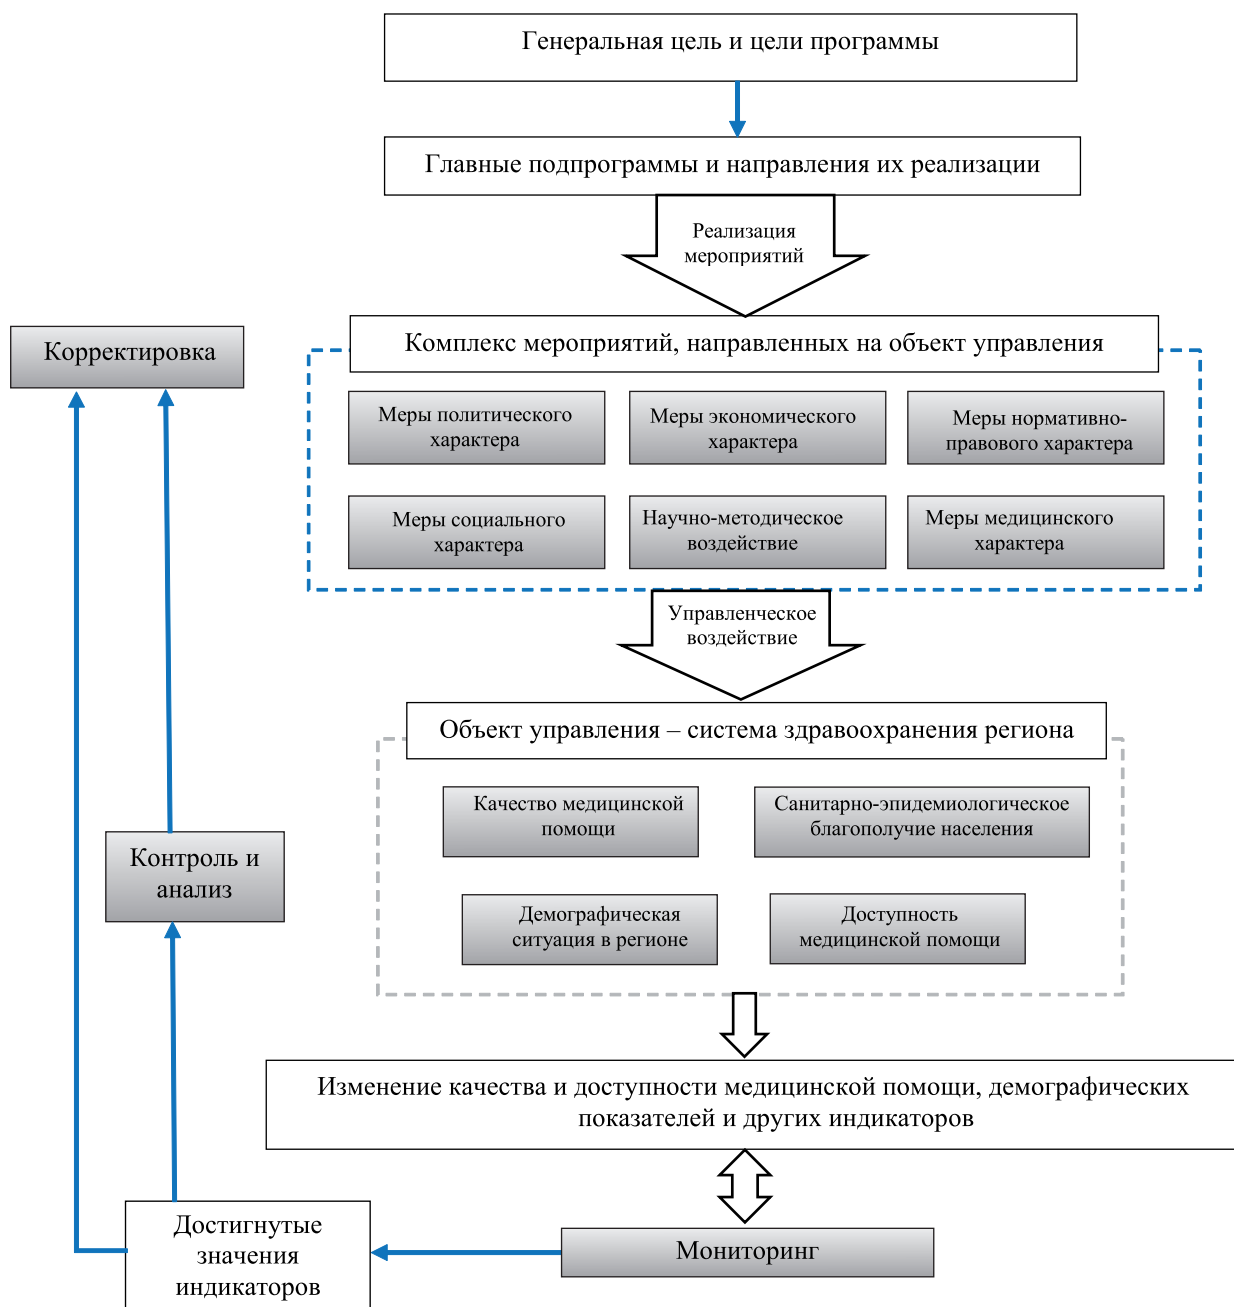 Генеральная цель и цели программы
Главные подпрограммы и направления их реализации
Реализация
мероприятий
Корректировка
Комплекс мероприятий, направленных на объект управления
Меры политического
характера
Меры экономического
характера
Меры нормативно-
правового характера
Меры социального
характера
Научно-методическое
воздействие
Меры медицинского
характера
Управленческое
воздействие
Объект управления – система здравоохранения региона
Качество медицинской
помощи
Санитарно-эпидемиологическое
благополучие населения
Контроль и
анализ
Демографическая
ситуация в регионе
Доступность
медицинской помощи
Изменение качества и доступности медицинской помощи, демографических
показателей и других индикаторов
Достигнутые
значения
индикаторов
Мониторинг